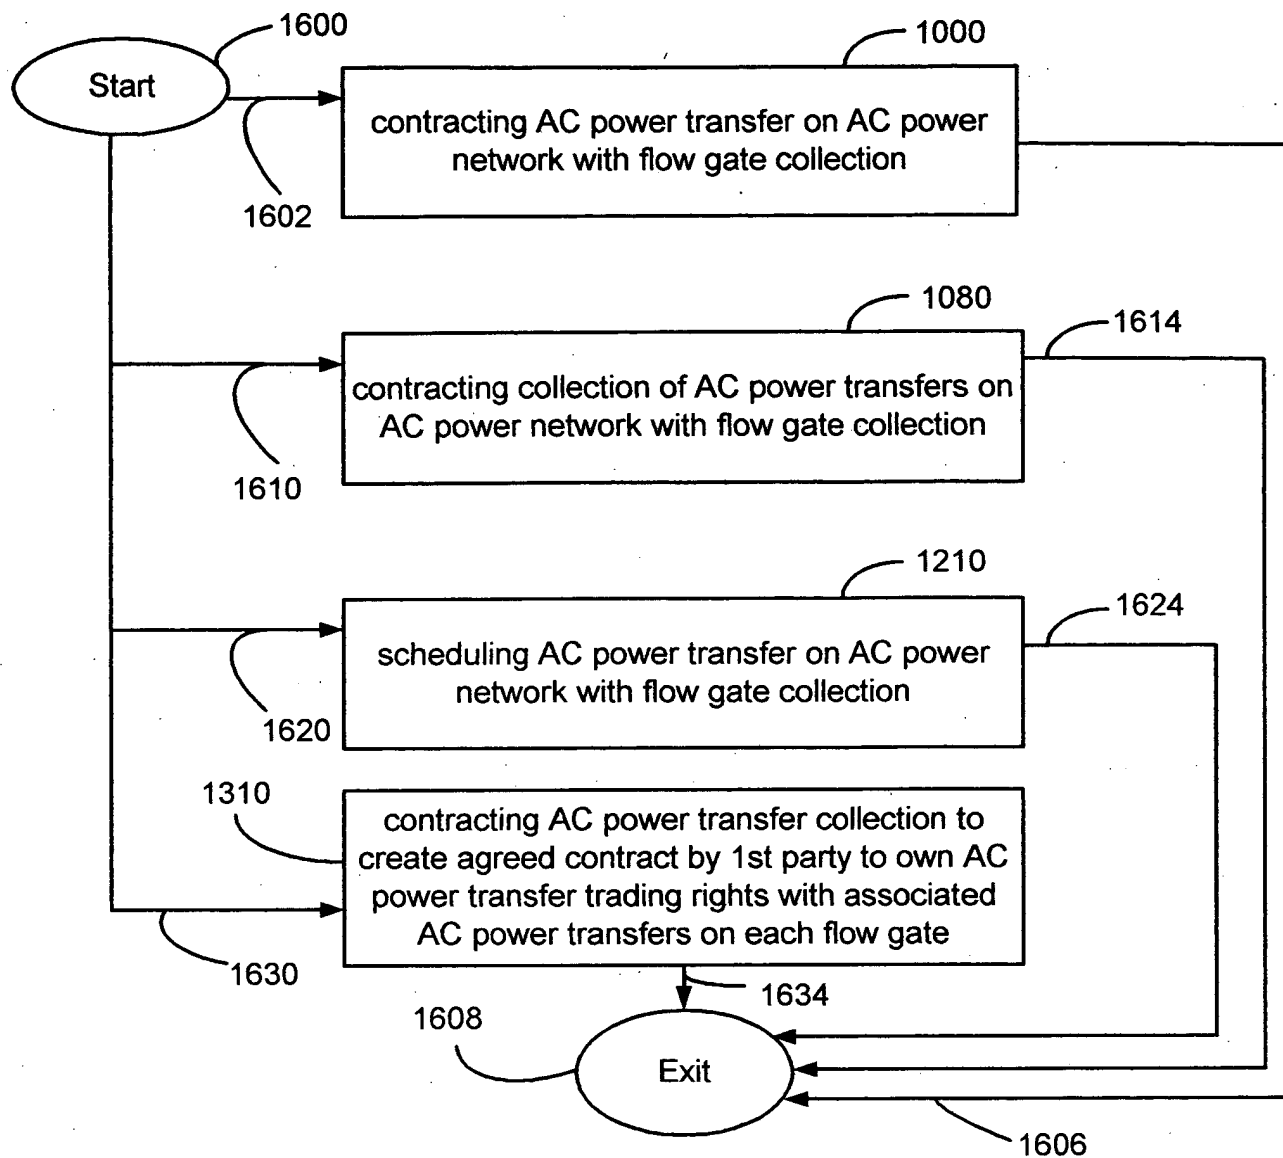 1600
Start
1000
contracting AC power transfer on AC power
network with flow gate collection
1602
1080
1614
contracting collection of AC power transfers on
AC power network with flow gate collection
1610
1210
1624
scheduling AC power transfer on AC power
network with flow gate collection
1620
1310
contracting AC power transfer collection to
create agreed contract by 1st party to own AC
power transfer trading rights with associated
AC power transfers on each flow gate
1630
1634
1608
Exit
1606